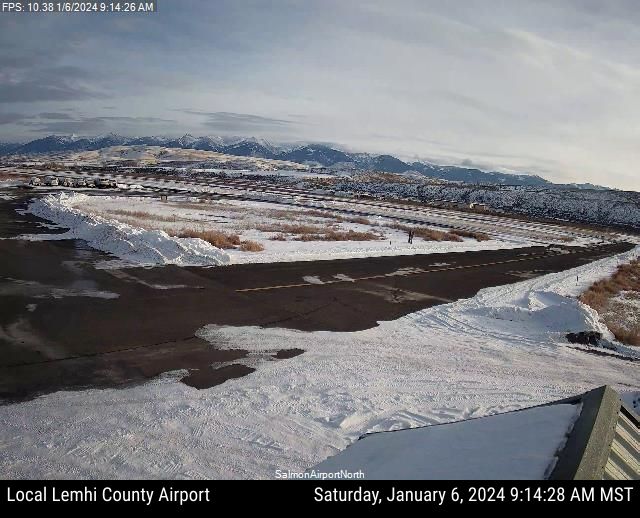 FPS: 10.38 1/6/2024 9:14:26 AM
SalmonAirportNorth
Local Lemhi County Airport Saturday, January 6, 2024 9:14:28 AM MST